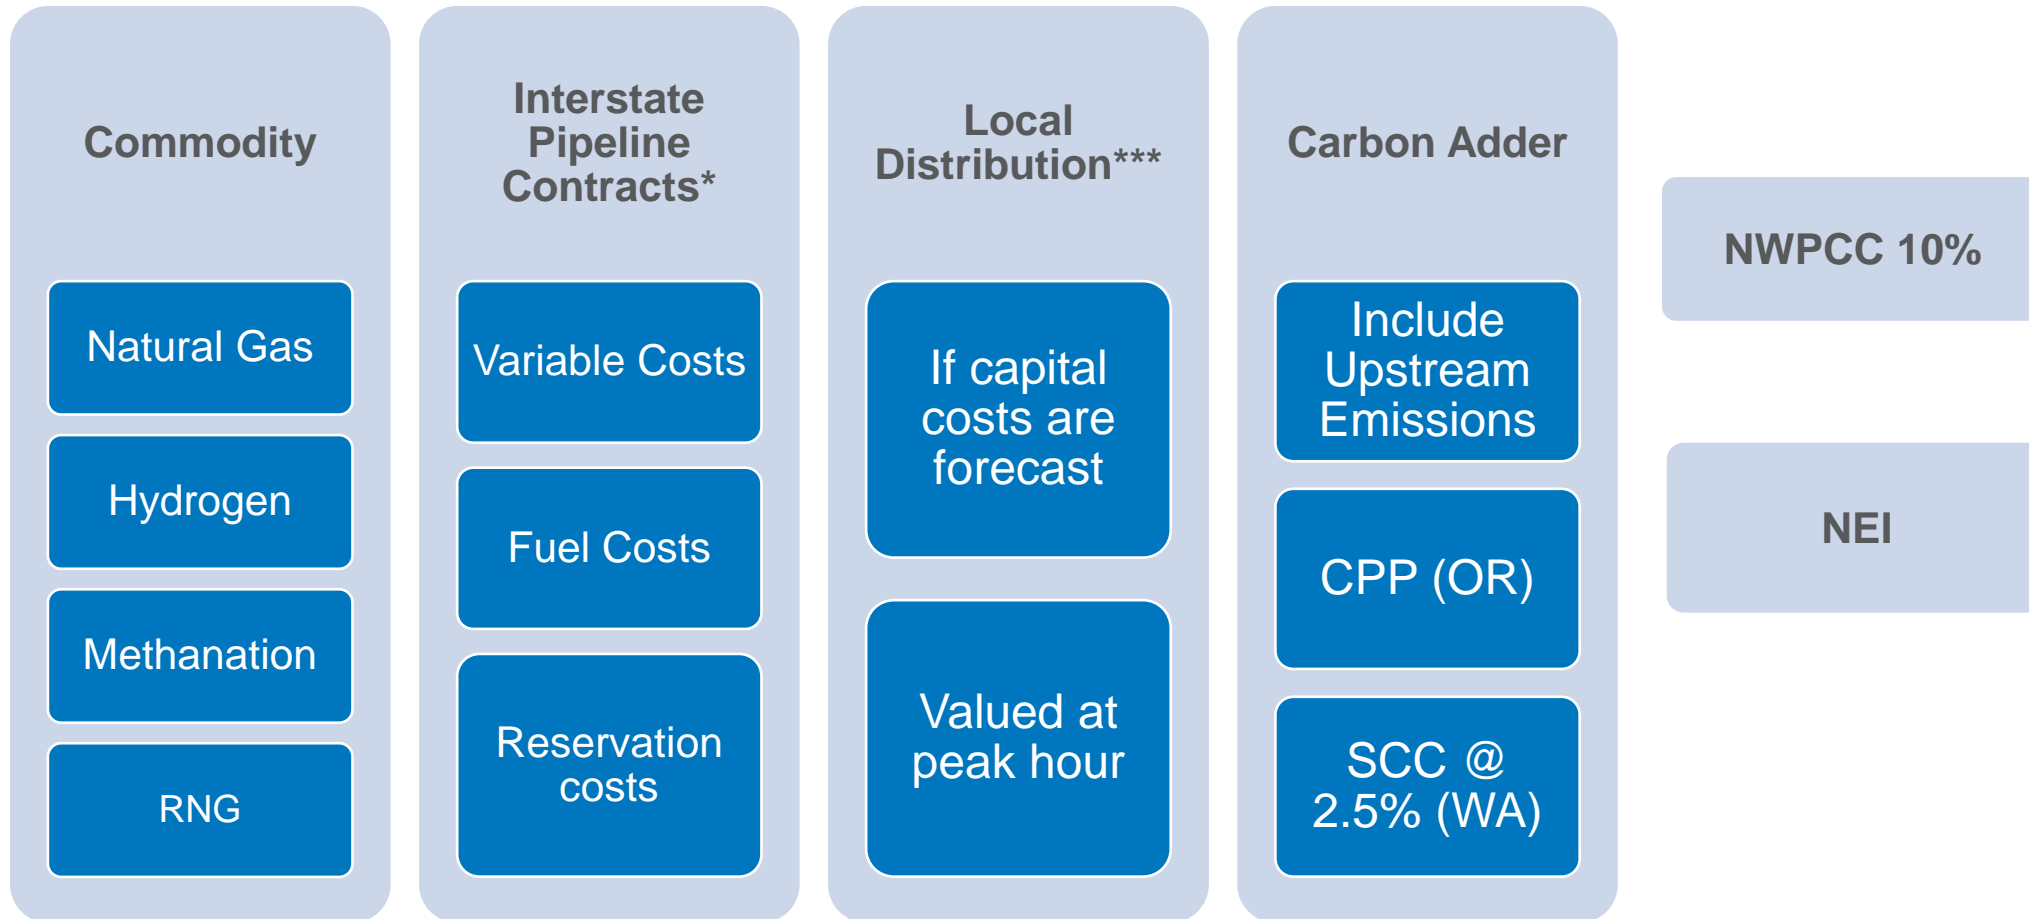 Commodity
Natural Gas
Hydrogen
Methanation
RNG
Interstate
Pipeline
Contracts*
Variable Costs
Fuel Costs
Reservation
costs
Local
Distribution***
If capital
costs are
forecast
Valued at
peak hour
Carbon Adder
Include
Upstream
Emissions
CPP (OR)
SCC @
2.5% (WA)
NWPCC 10%
NEI